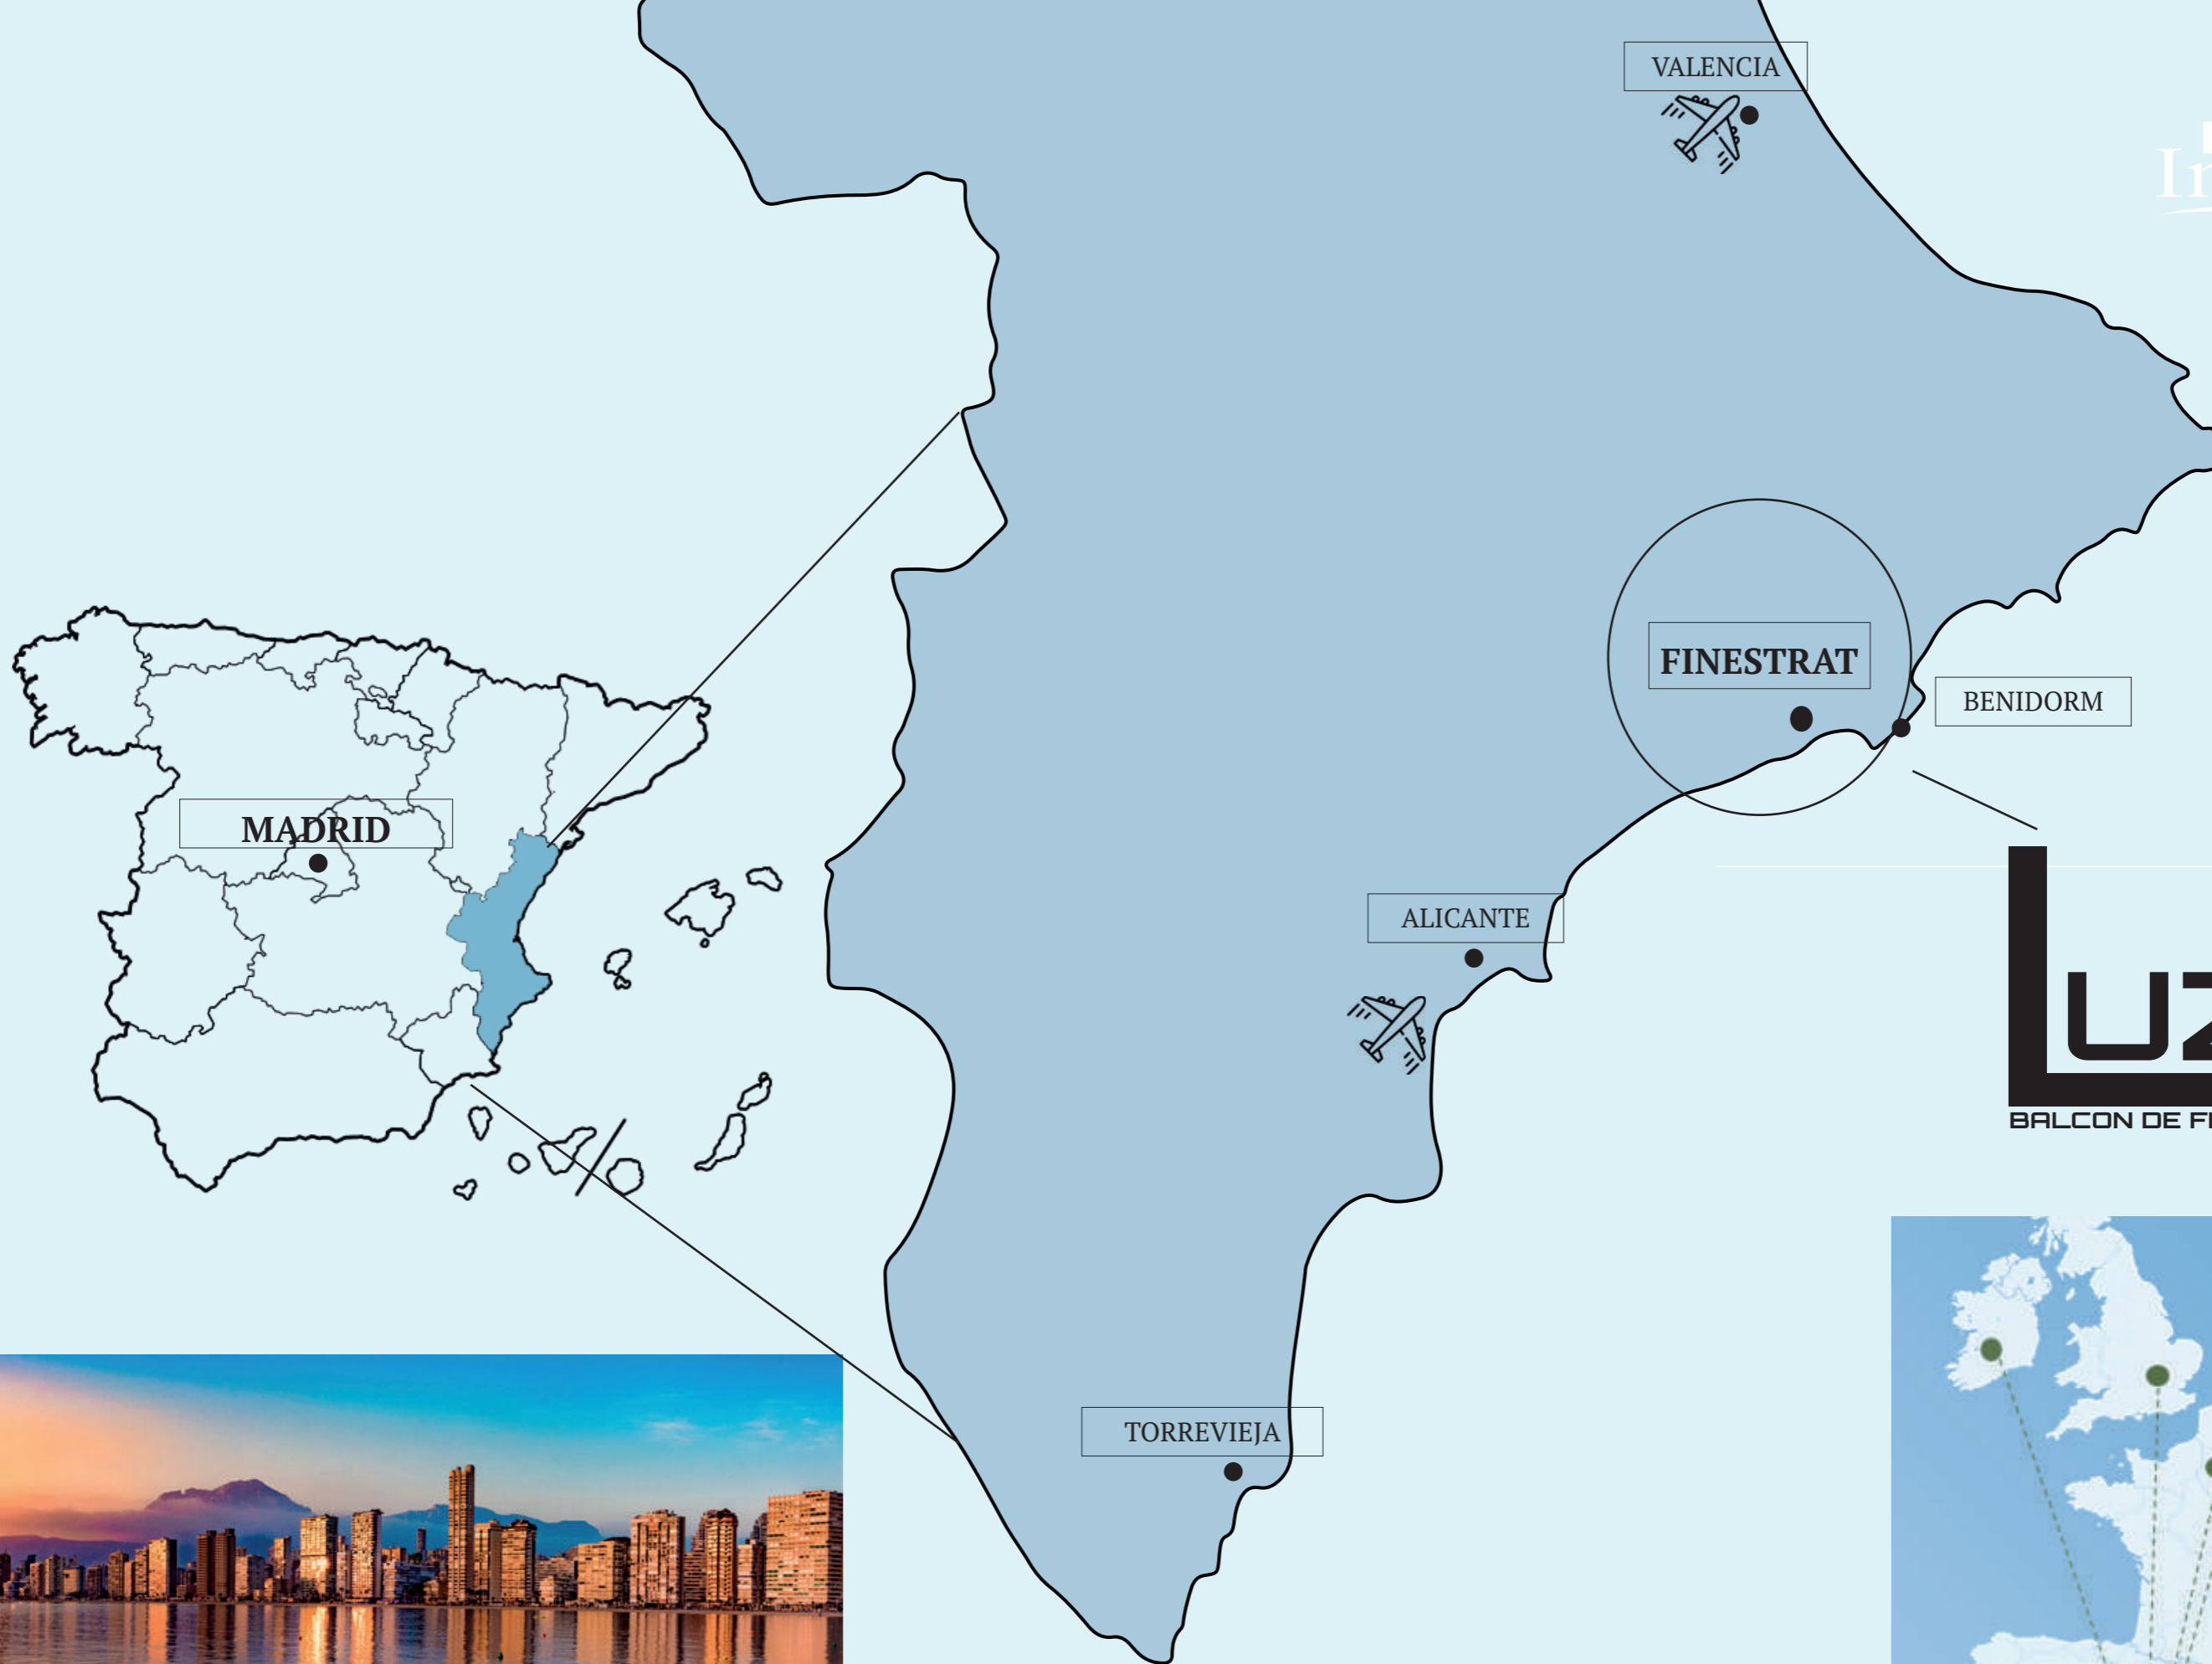 VALENCIA
FINESTRAT
BENIDORM
MADRID
ALICANTE
BALCON DE
TORREVIEJA